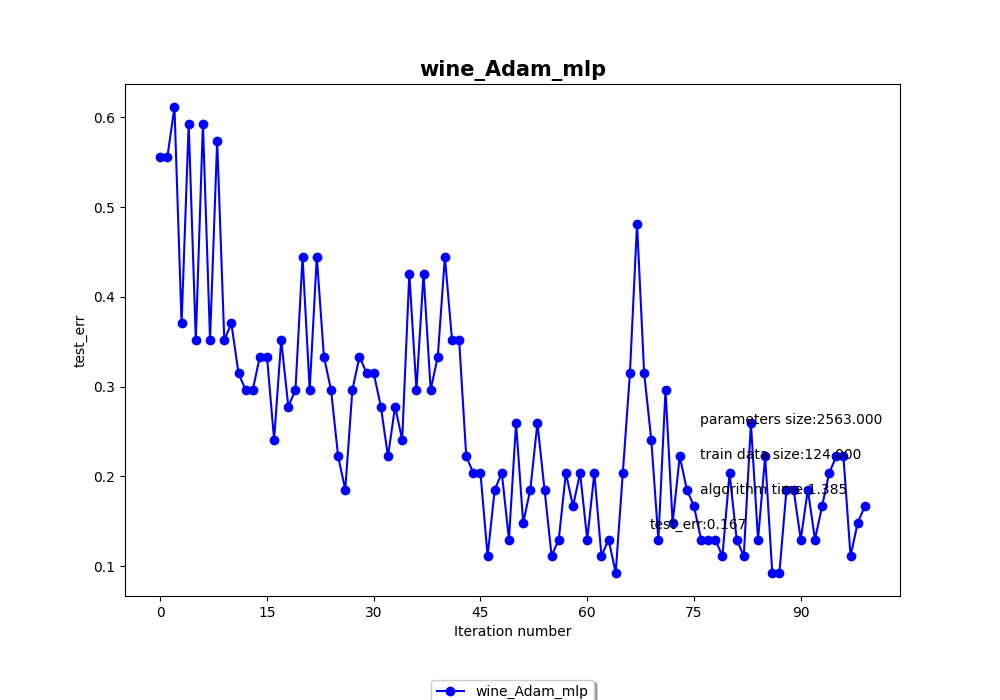 wine_Adam_mlp
0.6
0.5
0.4
0.3
0.2
0.1
test_err
parameters size:2563.000
train data size:124.000
algorithm time:1.385
test_err:0.167
0 15 30 45 60 75 90
Iteration number
wine_Adam_mlp